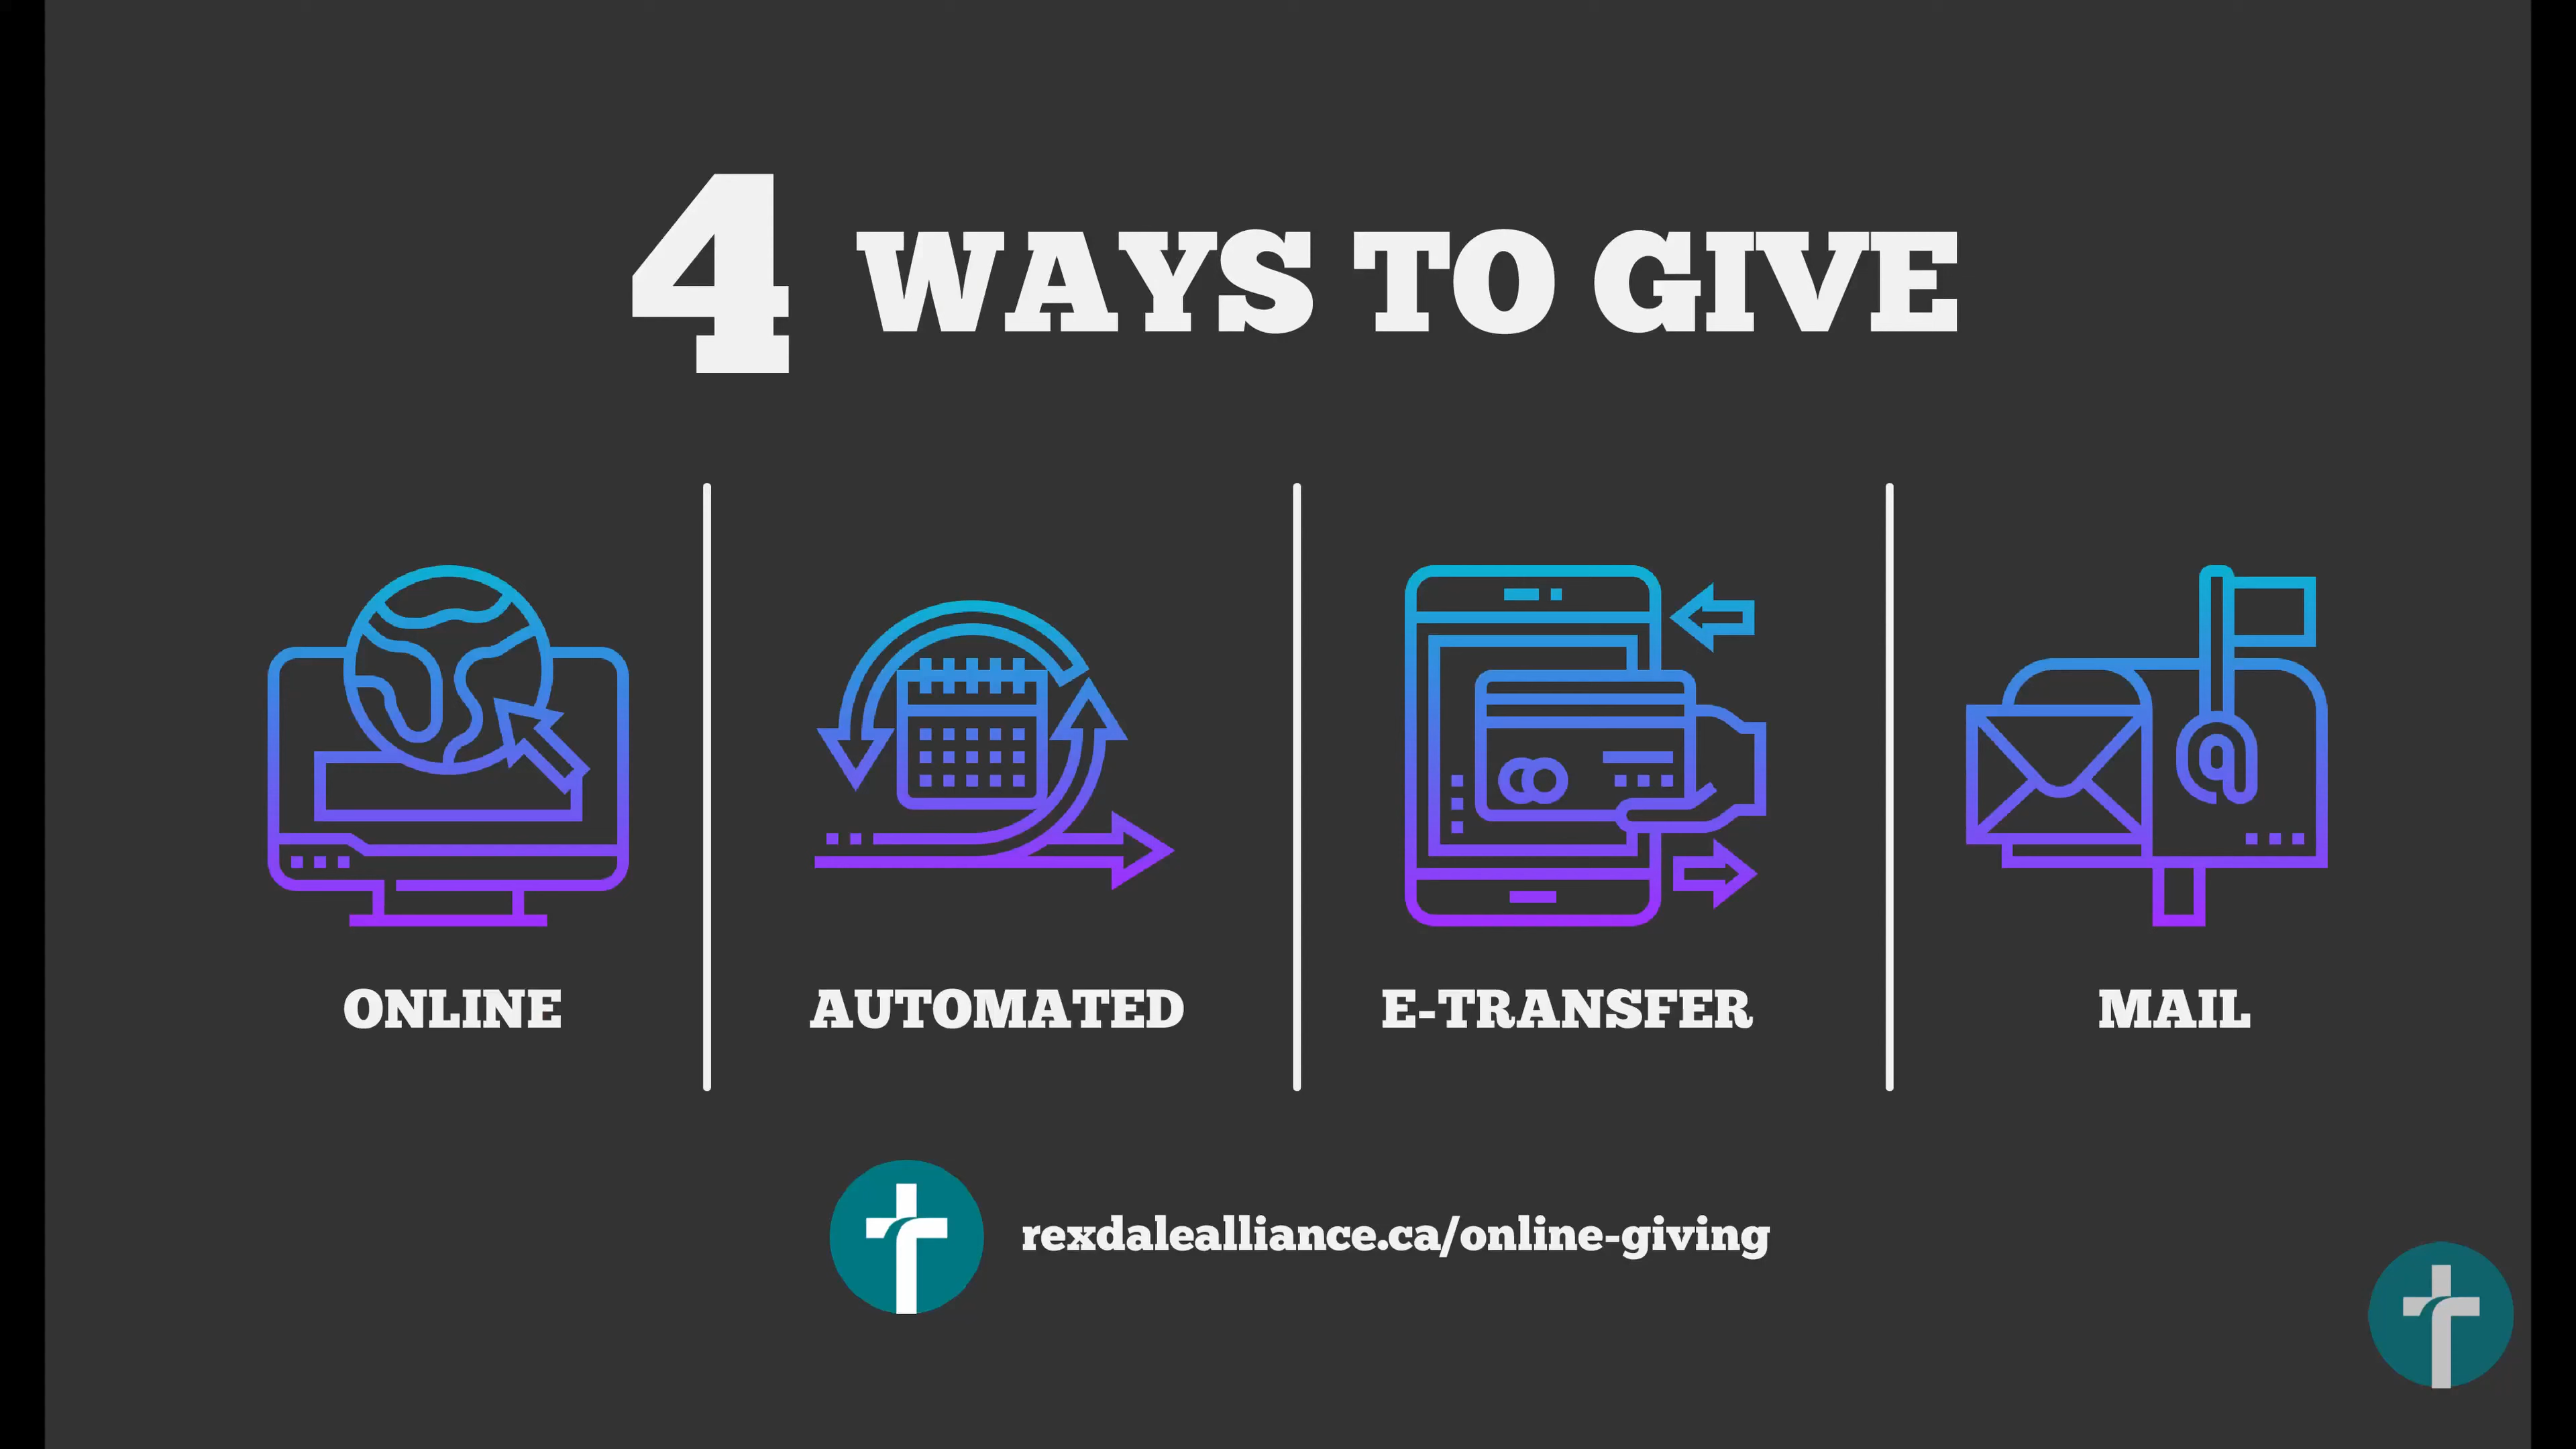 4 WAYS TO GIVE
ONLINE
AUTOMATED
E-TRANSFER
MAIL
rexdalealliance.ca/online-giving